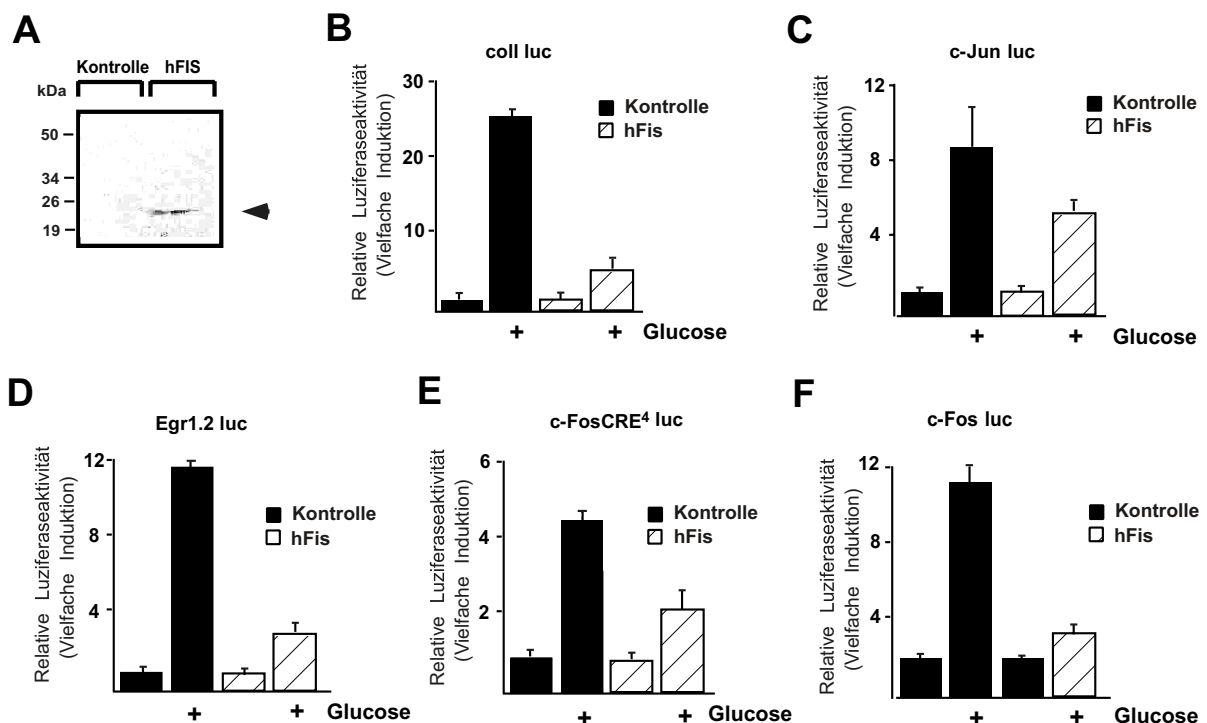 A
Kontrolle hFIS
kDa
50
34
26
19
B
coll luc
Relative Luziferaseaktivität
(Vielfache Induktion)
30
20
10
Kontrolle
hFis
+ + Glucose
C
c-Jun luc
Relative Luziferaseaktivität
(Vielfache Induktion)
12
8
4
Kontrolle
hFis
+ + Glucose
D
Egr1.2 luc
Relative Luziferaseaktivität
(Vielfache Induktion)
12
8
4
Kontrolle
hFis
+ + Glucose
E
c-FosCRE⁴ luc
Relative Luziferaseaktivität
(Vielfache Induktion)
6
4
2
Kontrolle
hFis
+ + Glucose
F
c-Fos luc
Relative Luziferaseaktivität
(Vielfache Induktion)
12
8
4
Kontrolle
hFis
+ + Glucose